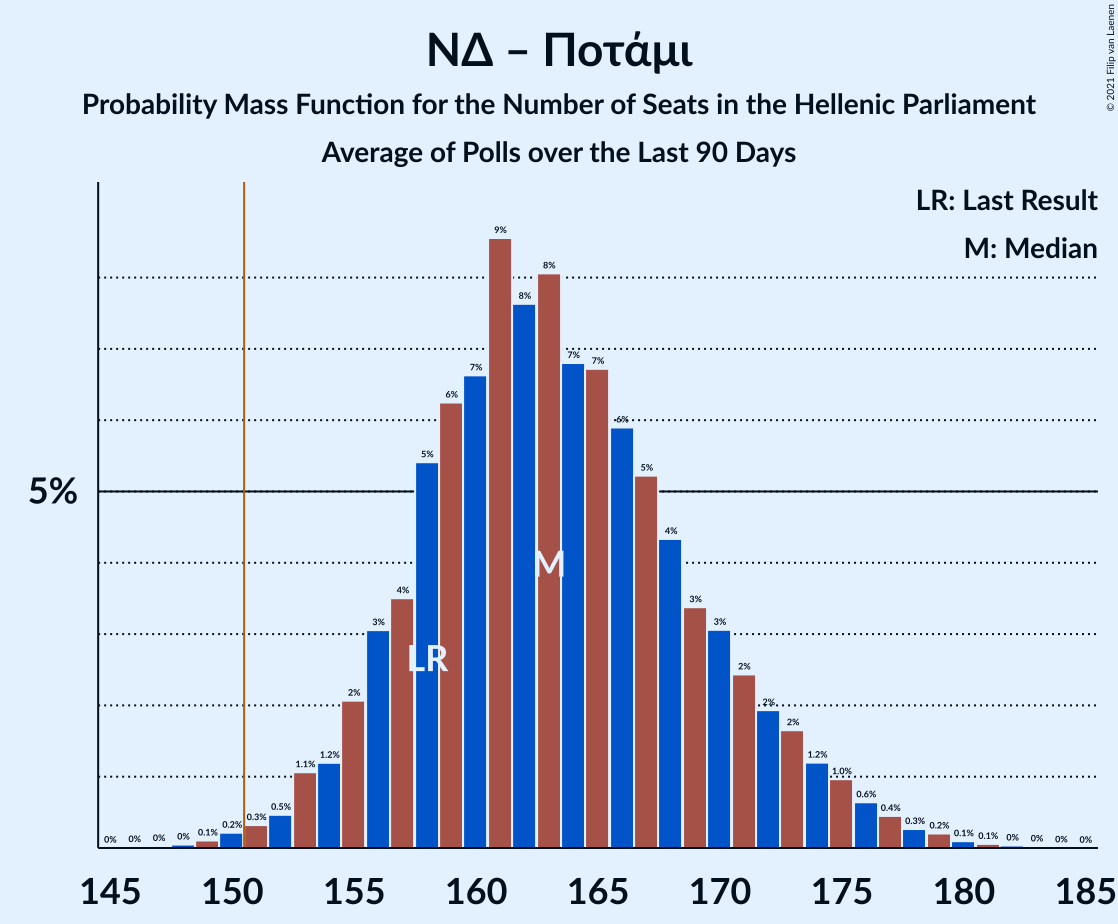 ΝΔ – Ποτάμι
Probability Mass Function for the Number of Seats in the Hellenic Parliament
Average of Polls over the Last 90 Days
© 2021 Filip van Laenen
LR: Last Result
M: Median
5%
0% 0% 0% 0% 0.1% 0.2% 0.3% 0.5% 1.1% 1.2% 2% 3% 4% 5% 6% 7% 9% 8% 8% 7% 7% 6% 5% 4% 3% 3% 2% 2% 2% 1.2% 1.0% 0.6% 0.4% 0.3% 0.2% 0.1% 0.1% 0% 0% 0% 0%
M
LR
145 150 155 160 165 170 175 180 185